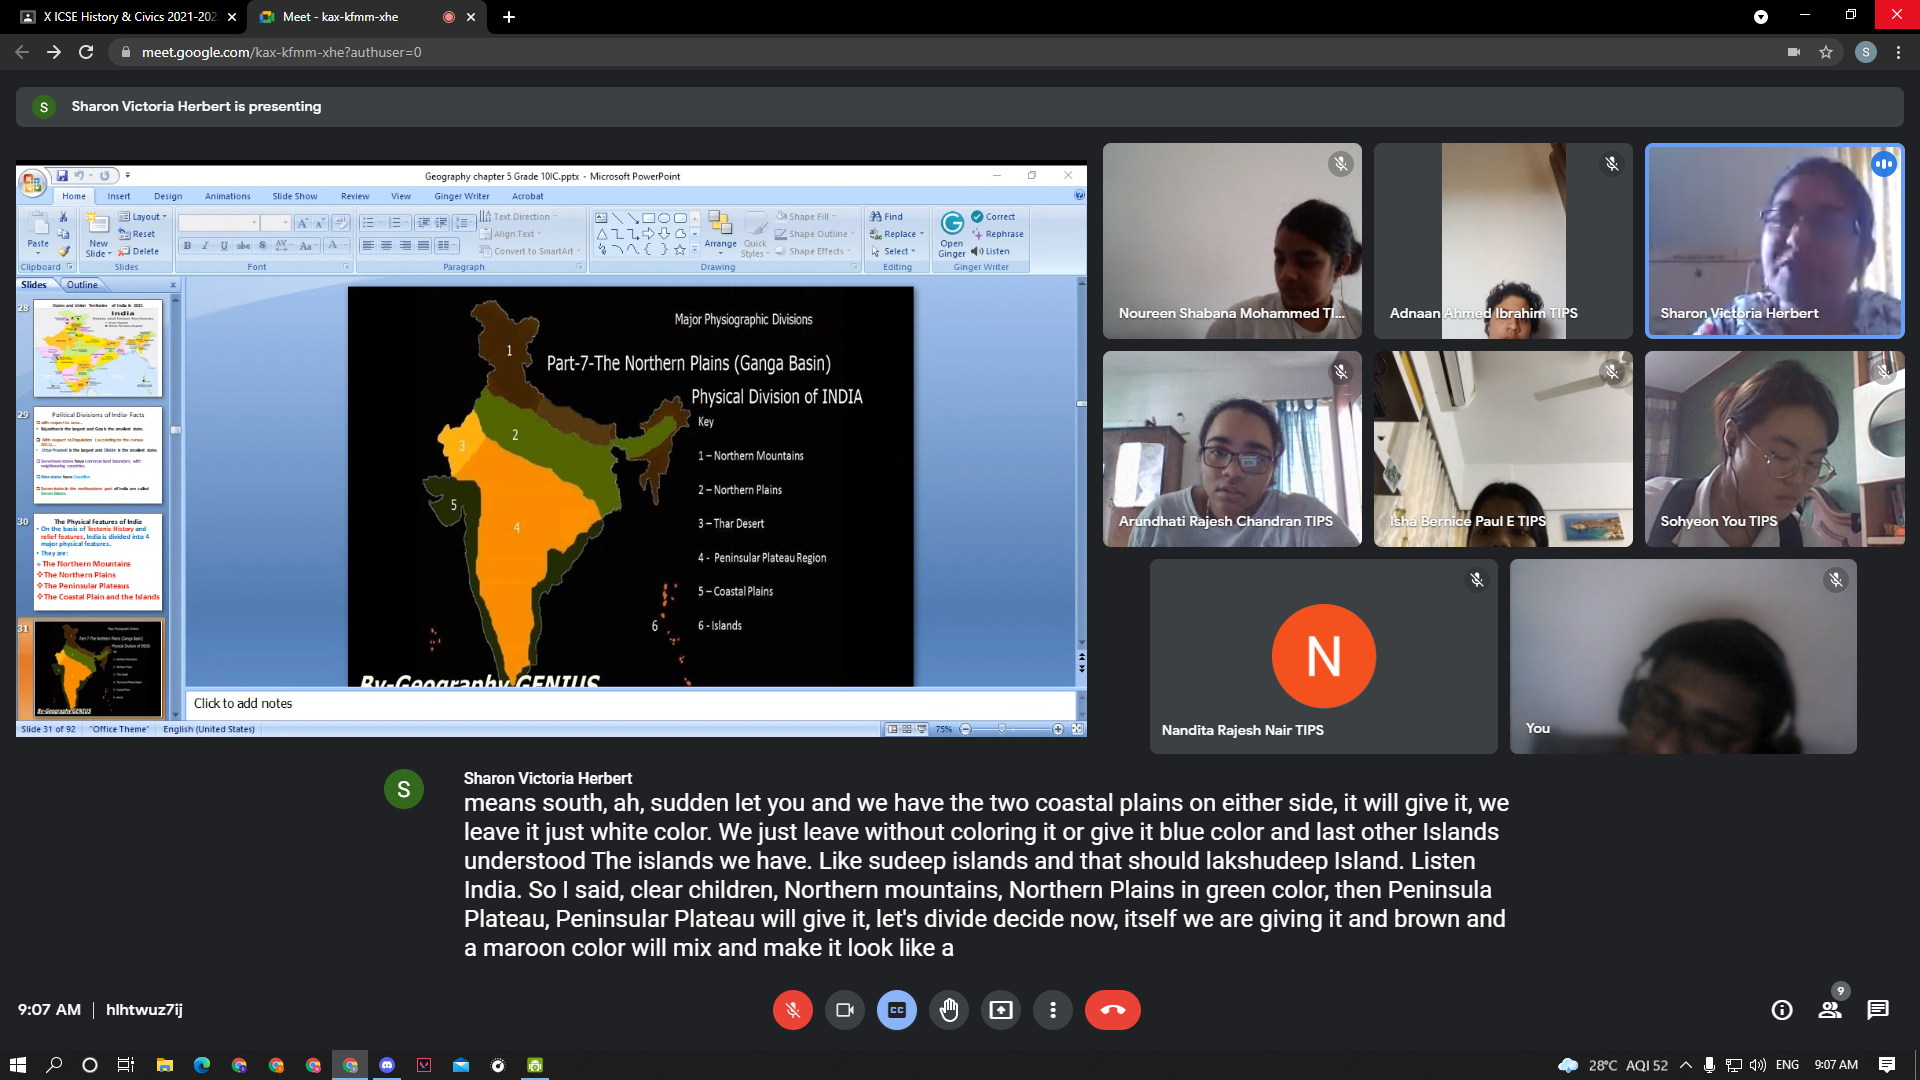 X ICSE History & Civics 2021-202
Meet - kax-kfmm-xhe
meet.google.com/kax-kfmm-xhe?authuser=0
S
S
Sharon Victoria Herbert is presenting
Geography chapter 5 Grade 10IC.pptx - Microsoft PowerPoint
Home
Insert
Design
Animations
Slide Show
Review
View
Ginger Writer
Acrobat
Paste
Clipboard
New
Slide
Layout
Reset
Delete
Slides
Font
Text Direction
Align Text
Convert to SmartArt
Paragraph
Arrange
Quick
Styles
Shape Fill
Shape Outline
Shape Effects
Drawing
Find
Replace
Select
Editing
Open
Ginger
Correct
Rephrase
Listen
Ginger Writer
Slides
Outline
28
States and Union Territories of India in 2021
India
29
Political Divisions of India- Facts
30
The Physical Features of India
On the basis of Tectonic History and
relief features, India is divided into 4
major physical features.
They are:
The Northern Mountains
The Northern Plains
The Peninsular Plateaus
The Coastal Plain and the Islands
31
Major Physiographic Divisions
Part-7-The Northern Plains (Ganga Basin)
Physical Division of INDIA
Key
1 – Northern Mountains
2 – Northern Plains
3 – Thar Desert
4 - Peninsular Plateau Region
5 – Coastal Plains
6 - Islands
1
2
3
4
5
6
By-Geography GENIUS
Click to add notes
Slide 31 of 92
"Office Theme"
English (United States)
75%
Noureen Shabana Mohammed TI...
Adnaan Ahmed Ibrahim TIPS
Sharon Victoria Herbert
Arundhati Rajesh Chandran TIPS
Isha Bernice Paul E TIPS
Sohyeon You TIPS
N
Nandita Rajesh Nair TIPS
You
S
Sharon Victoria Herbert
means south, ah, sudden let you and we have the two coastal plains on either side, it will give it, we
leave it just white color. We just leave without coloring it or give it blue color and last other Islands
understood The islands we have. Like sudeep islands and that should lakshudeep Island. Listen
India. So I said, clear children, Northern mountains, Northern Plains in green color, then Peninsula
Plateau, Peninsular Plateau will give it, let's divide decide now, itself we are giving it and brown and
a maroon color will mix and make it look like a
9:07 AM | hlhtwuz7ij
CC
9
28°C AQI 52
ENG
9:07 AM